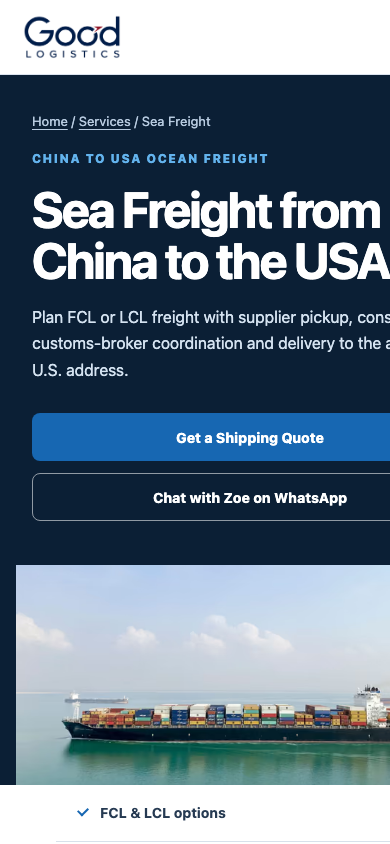 Good
LOGISTICS
Home / Services / Sea Freight
CHINA TO USA OCEAN FREIGHT
Sea Freight from
China to the USA
Plan FCL or LCL freight with supplier pickup,
customs-broker coordination and delivery to the
U.S. address.
Get a Shipping Quote
Chat with Zoe on WhatsApp
FCL & LCL options